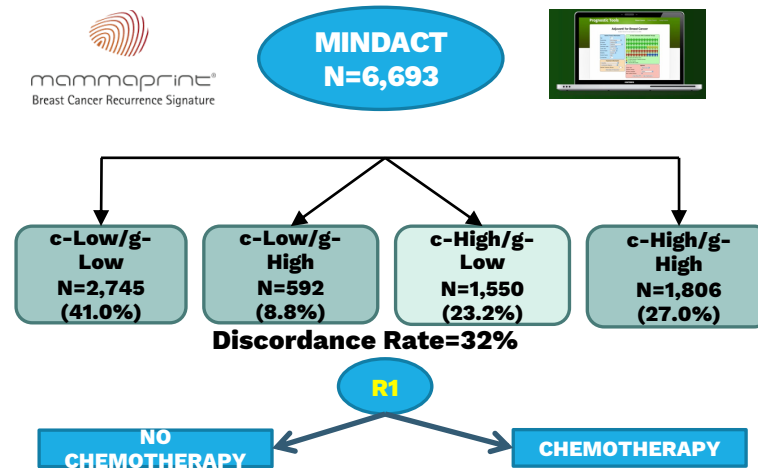 mammaprint®
Breast Cancer Recurrence Signature
MINDACT
N=6,693
Prognostic Tools
c-Low/g-
Low
N=2,745
(41.0%)
c-Low/g-
High
N=592
(8.8%)
c-High/g-
Low
N=1,550
(23.2%)
c-High/g-
High
N=1,806
(27.0%)
Discordance Rate=32%
R1
NO
CHEMOTHERAPY
CHEMOTHERAPY